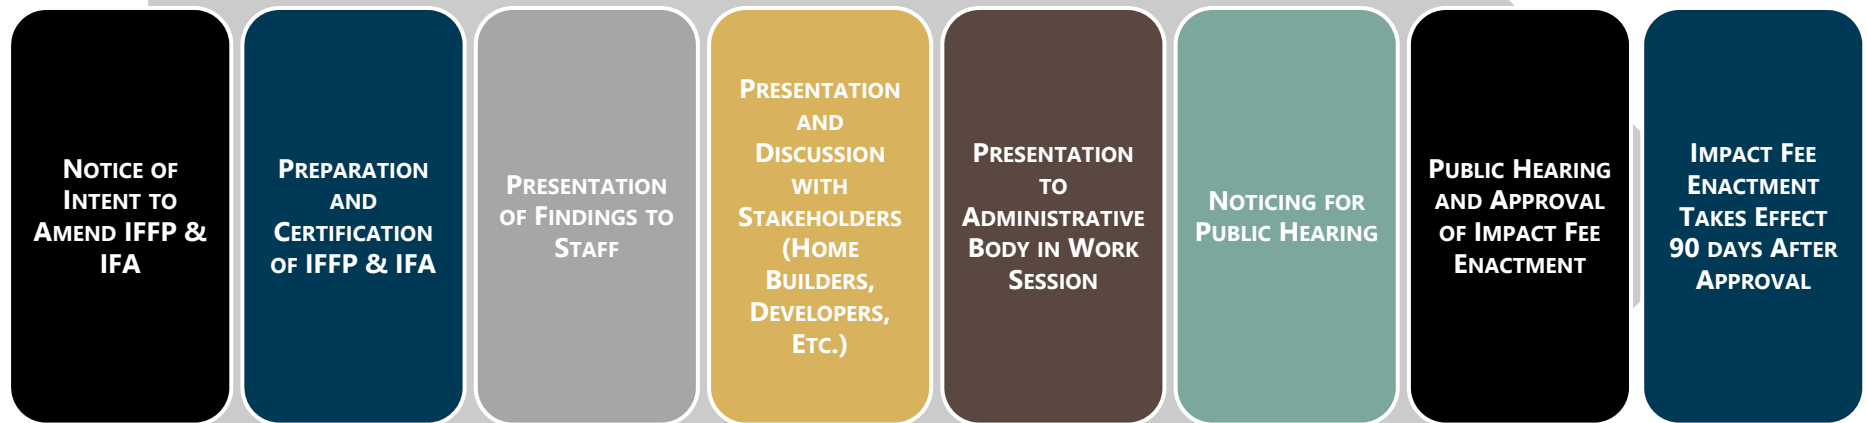 Notice of
Intent to
Amend IFFP &
IFA
Preparation
and
Certification
of IFFP & IFA
Presentation
of Findings to
Staff
Presentation
and
Discussion
with
Stakeholders
(Home
Builders,
Developers,
Etc.)
Presentation
to
Administrative
Body in Work
Session
Noticing for
Public Hearing
Public Hearing
and Approval
of Impact Fee
Enactment
Impact Fee
Enactment
Takes Effect
90 days After
Approval